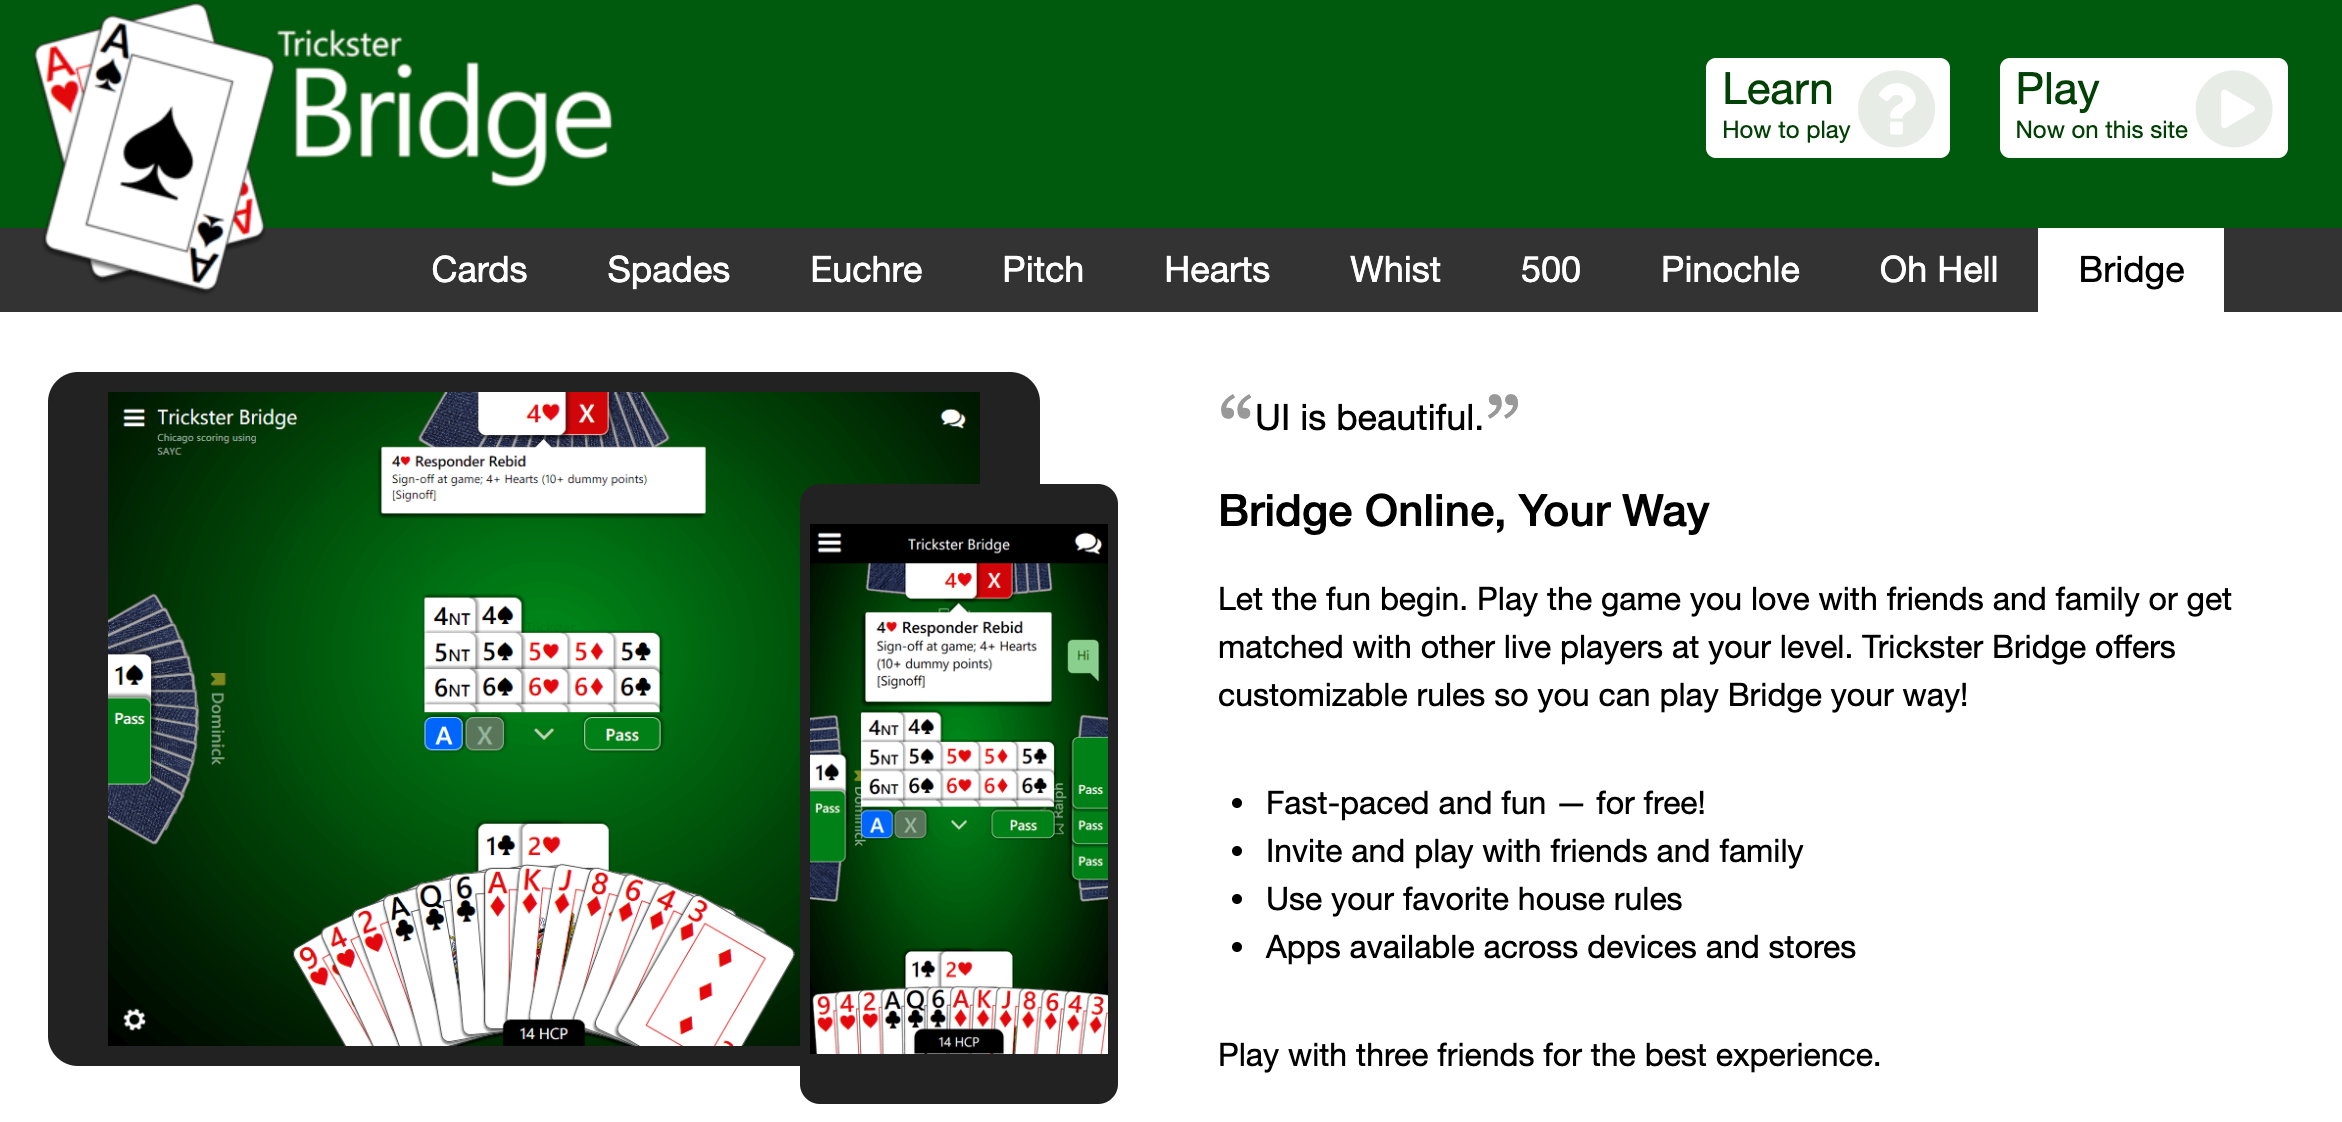 Trickster
Bridge
Learn
How to play
Play
Now on this site
Cards Spades Euchre Pitch Hearts Whist 500 Pinochle Oh Hell Bridge
Trickster Bridge
Chicago scoring using
SAYC
4♥ X
4♥ Responder Rebid
Sign-off at game; 4+ Hearts (10+ dummy points)
[Signoff]
1♠
Pass
Dominick
4NT 4♠
5NT 5♠ 5♥ 5♦ 5♣
6NT 6♠ 6♥ 6♦ 6♣
A X Pass
1♣ 2♥
9♥ 4♥ 2♥ A♣ Q♣ 6♣ A♦ K♦ J♦ 8♦ 6♦ 4♦ 3♦
14 HCP
Trickster Bridge
4♥ X
4♥ Responder Rebid
Sign-off at game; 4+ Hearts
(10+ dummy points)
[Signoff]
Hi
1♠
Pass
Dominick
4NT 4♠
5NT 5♠ 5♥ 5♦ 5♣
6NT 6♠ 6♥ 6♦ 6♣
A X Pass
Pass
Pass
Pass
1♣ 2♥
9♥ 4♥ 2♥ A♣ Q♣ 6♣ A♦ K♦ J♦ 8♦ 6♦ 4♦ 3♦
14 HCP
“UI is beautiful.”
Bridge Online, Your Way
Let the fun begin. Play the game you love with friends and family or get
matched with other live players at your level. Trickster Bridge offers
customizable rules so you can play Bridge your way!
• Fast-paced and fun — for free!
• Invite and play with friends and family
• Use your favorite house rules
• Apps available across devices and stores
Play with three friends for the best experience.